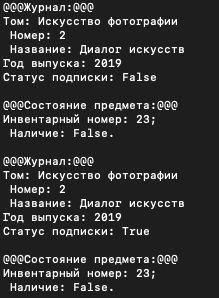 @@@Журнал:@@@
Том: Искусство фотографии
Номер: 2
Название: Диалог искусств
Год выпуска: 2019
Статус подписки: False

@@@Состояние предмета:@@@
Инвентарный номер: 23;
Наличие: False.

@@@Журнал:@@@
Том: Искусство фотографии
Номер: 2
Название: Диалог искусств
Год выпуска: 2019
Статус подписки: True

@@@Состояние предмета:@@@
Инвентарный номер: 23;
Наличие: False.